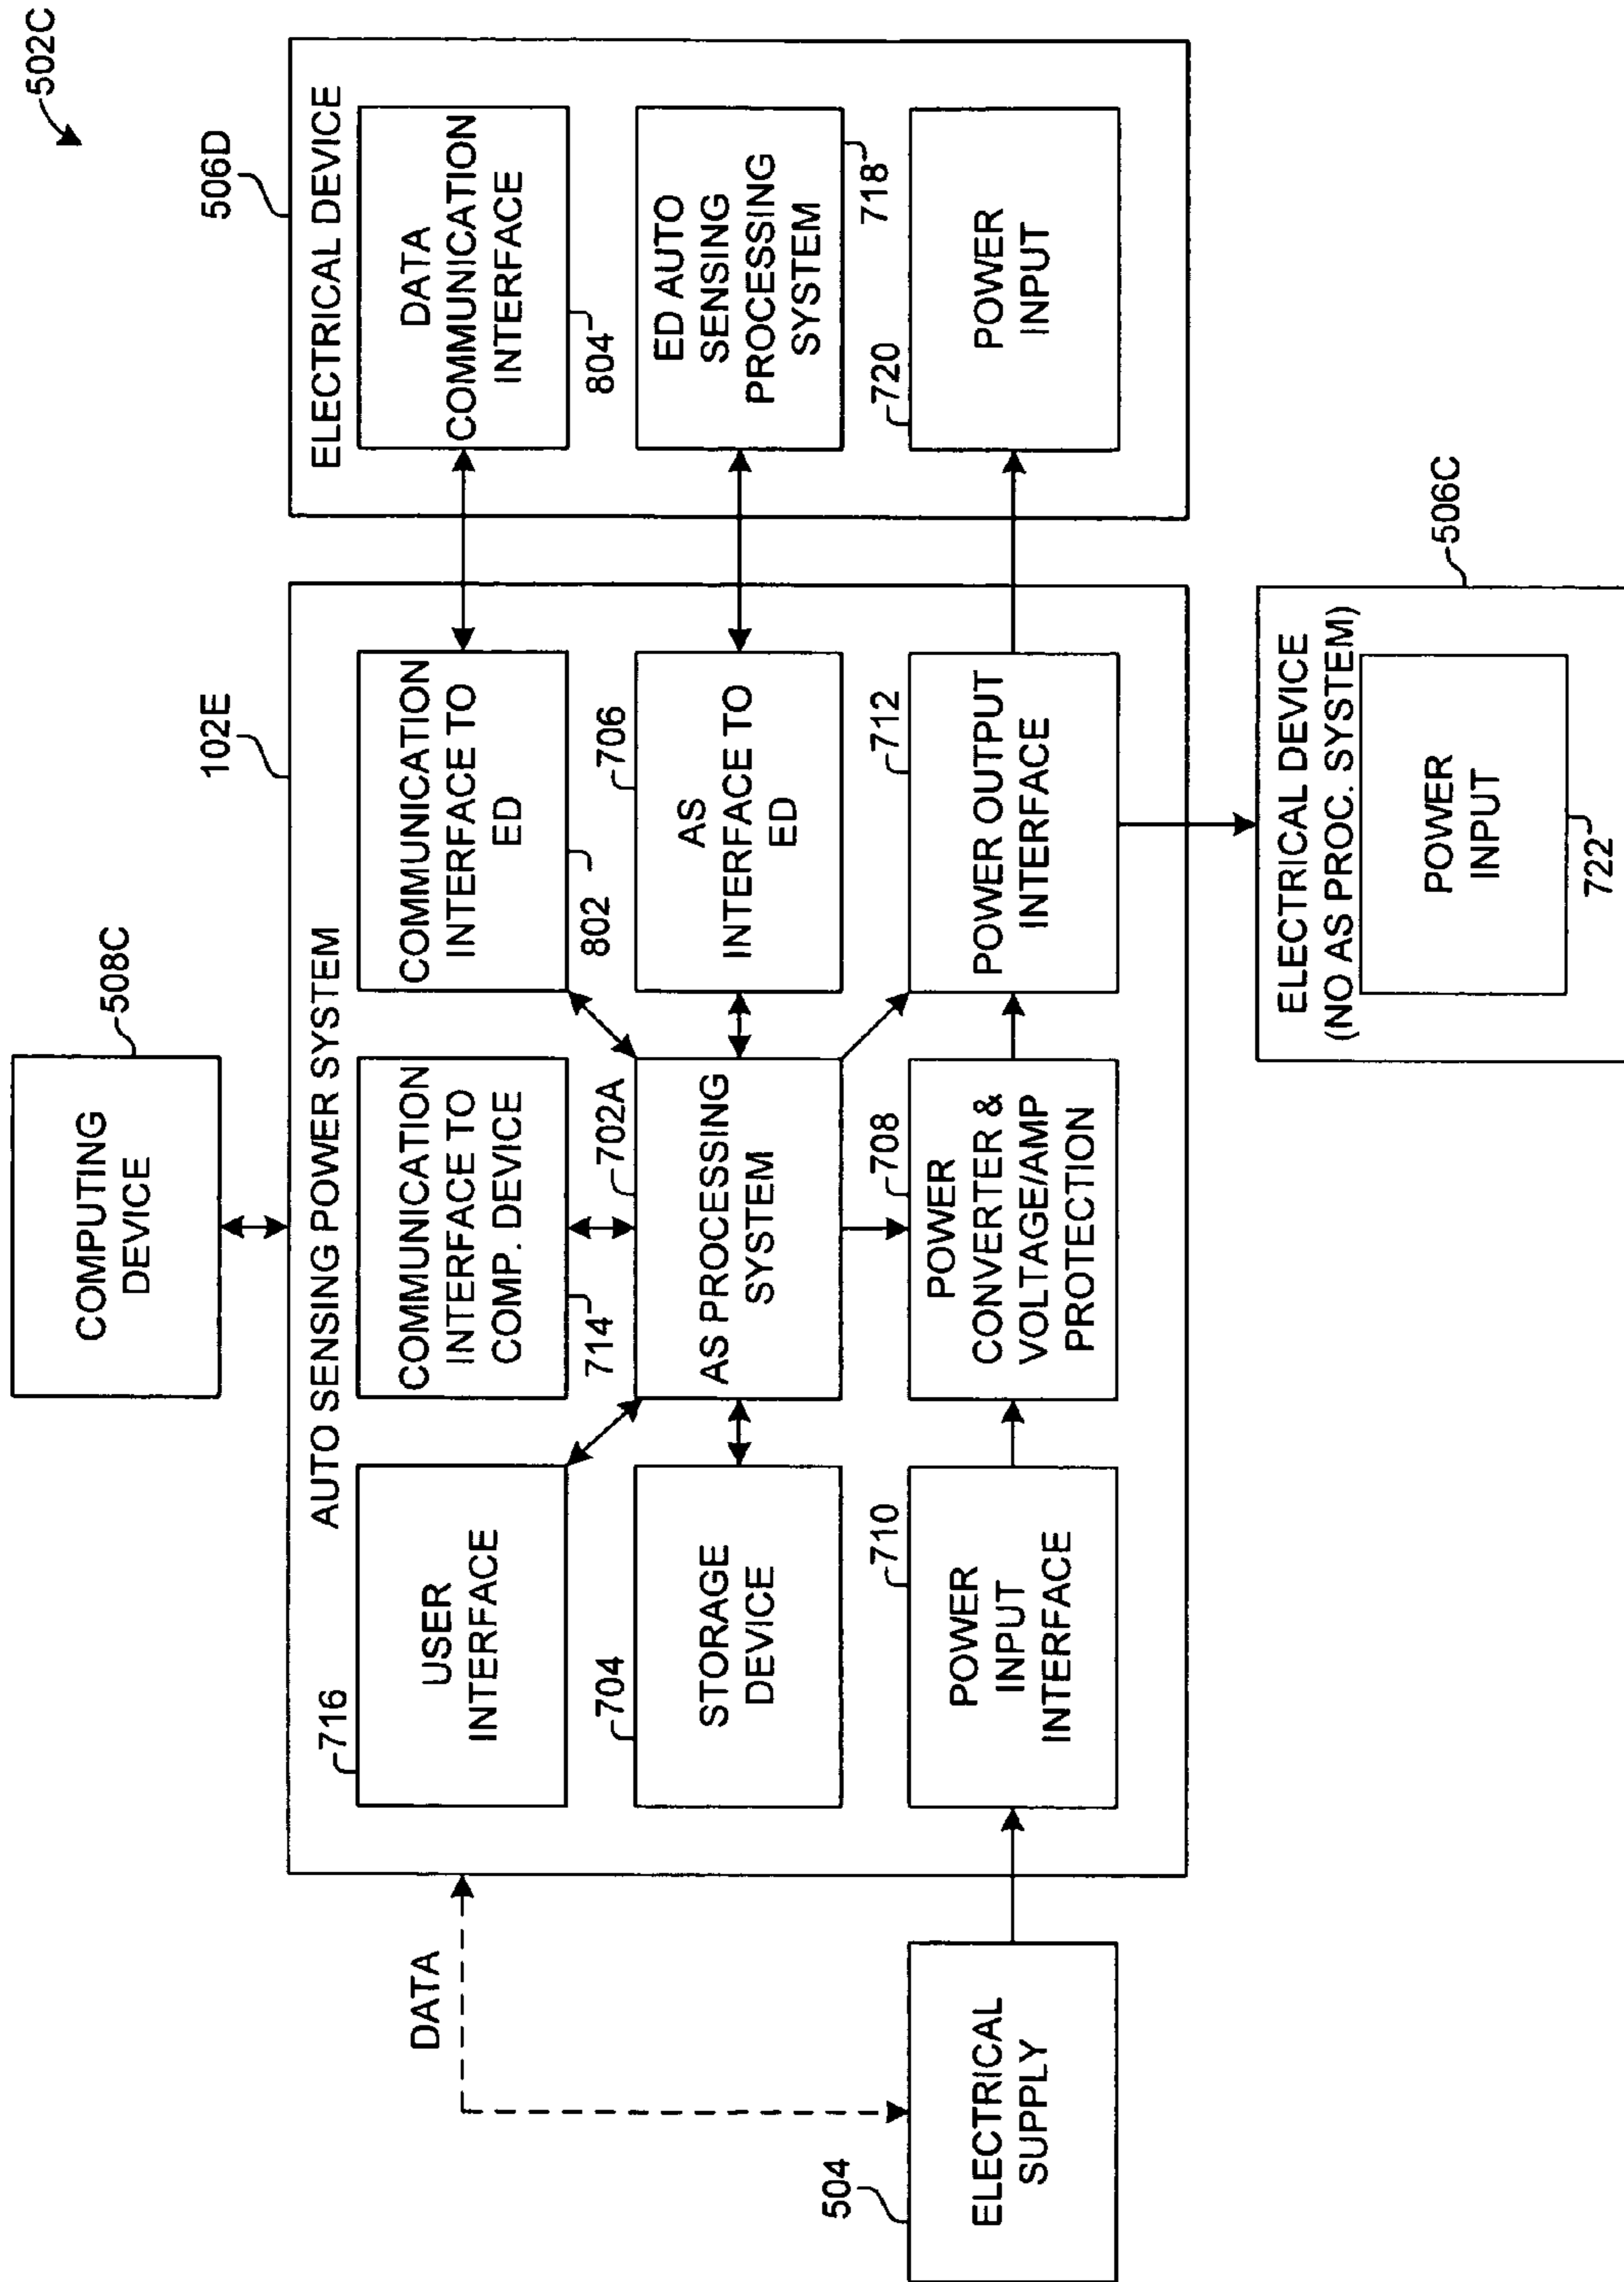 502C
COMPUTING
DEVICE
508C
102E
506D
AUTO SENSING POWER SYSTEM
ELECTRICAL DEVICE
DATA
716
USER
INTERFACE
COMMUNICATION
INTERFACE TO
COMP. DEVICE
714
COMMUNICATION
INTERFACE TO
ED
802
DATA
COMMUNICATION
INTERFACE
804
704
STORAGE
DEVICE
702A
AS PROCESSING
SYSTEM
706
AS
INTERFACE TO
ED
ED AUTO
SENSING
PROCESSING
SYSTEM
718
504
ELECTRICAL
SUPPLY
710
POWER
INPUT
INTERFACE
708
POWER
CONVERTER &
VOLTAGE/AMP
PROTECTION
712
POWER OUTPUT
INTERFACE
720
POWER
INPUT
506C
ELECTRICAL DEVICE
(NO AS PROC. SYSTEM)
POWER
INPUT
722